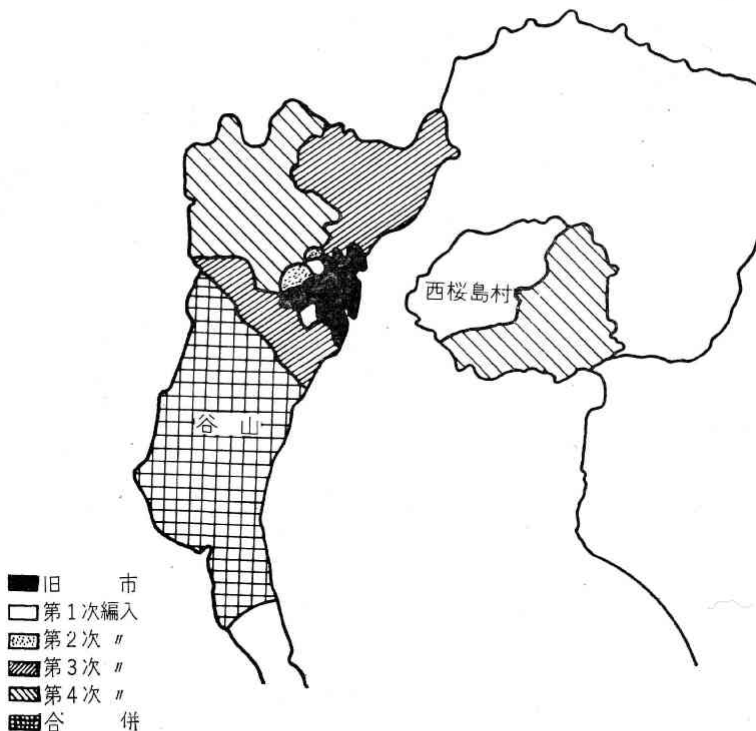 西桜島村
谷山
旧市
第1次編入
第2次 〃
第3次 〃
第4次 〃
合併